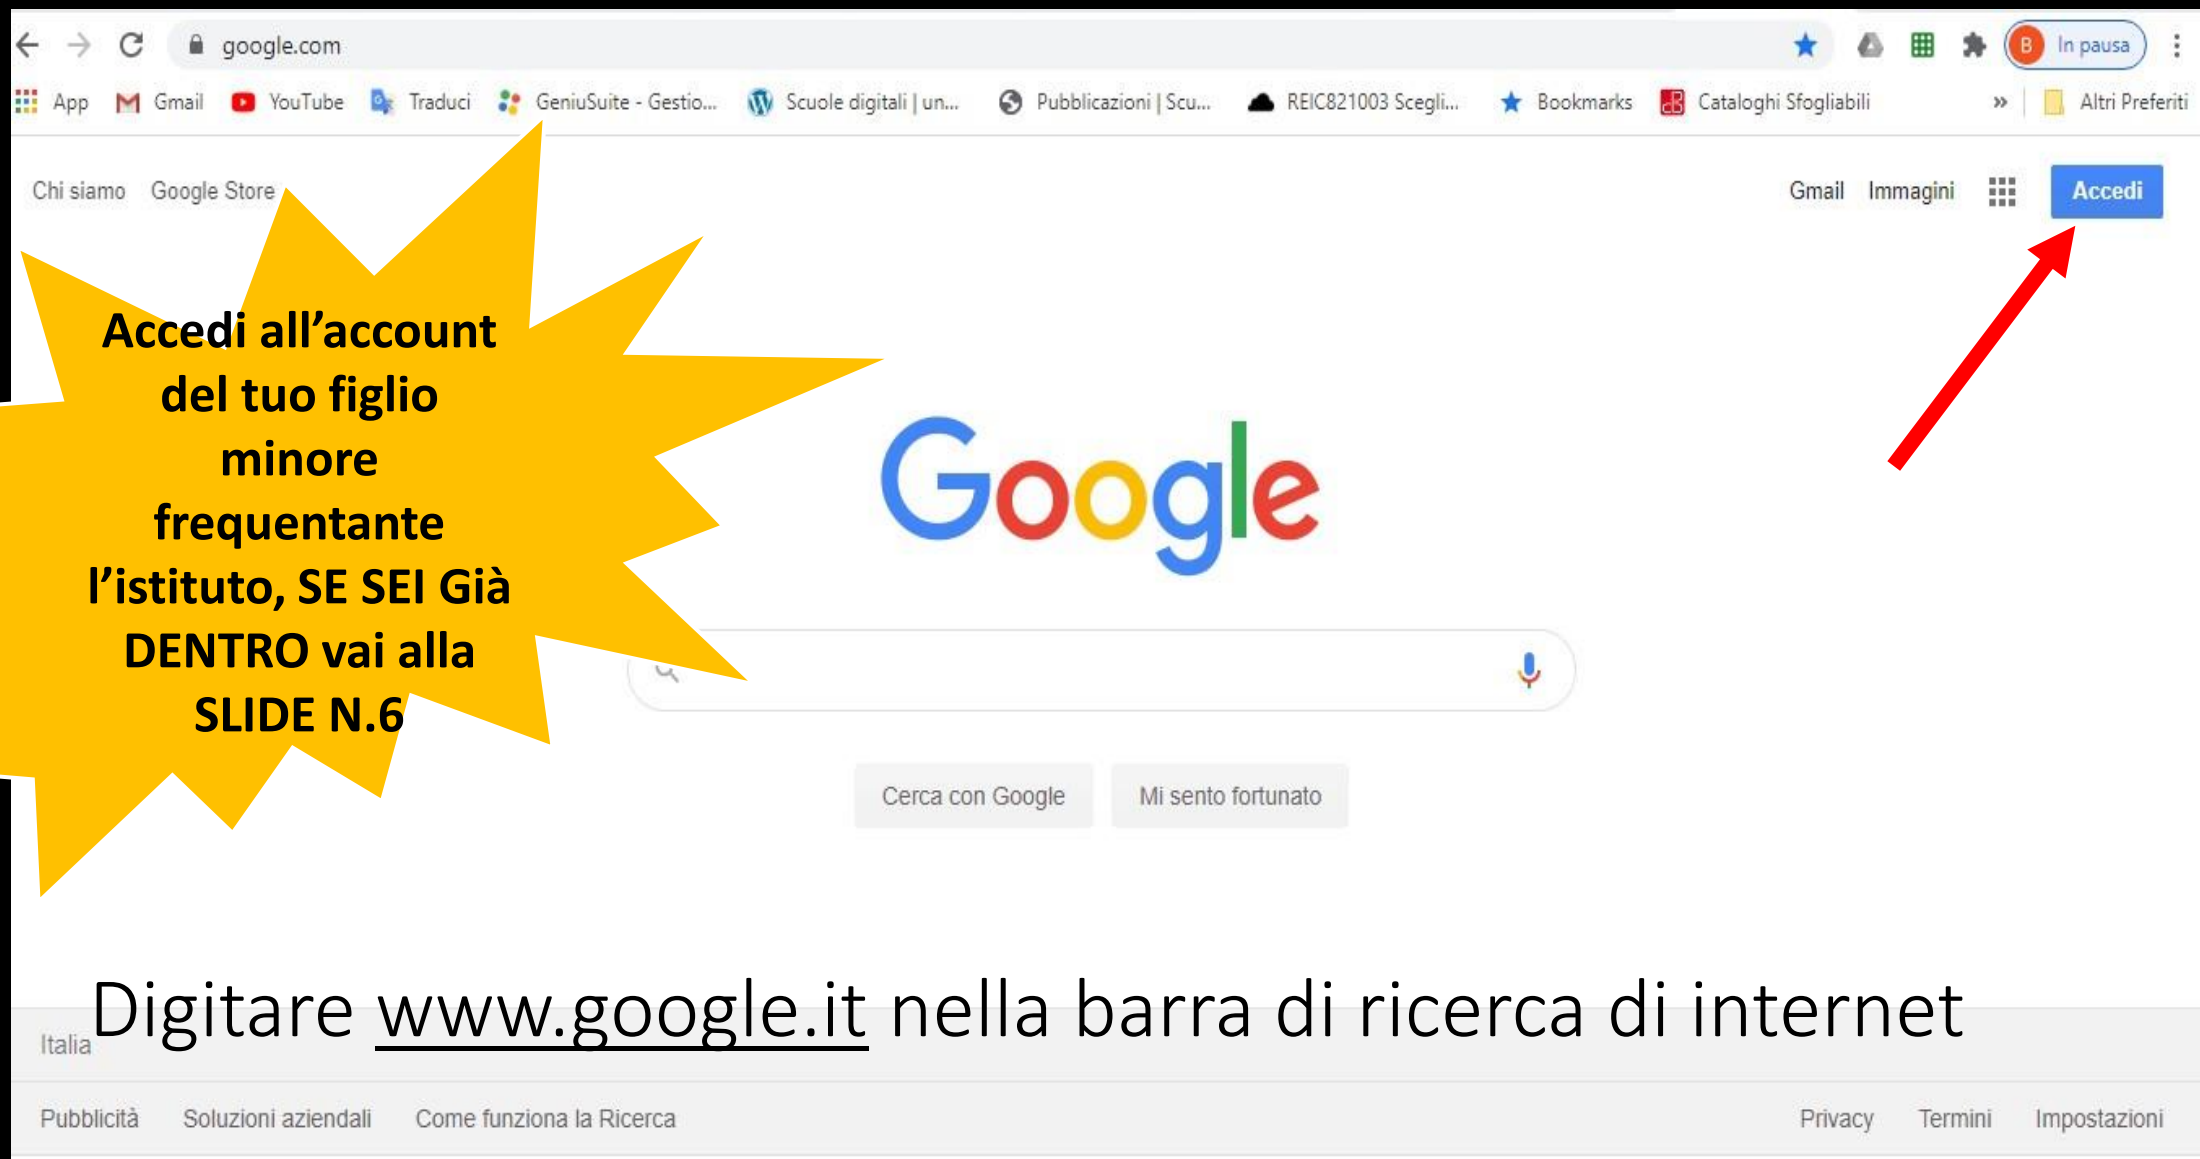 google.com
B In pausa
App Gmail YouTube Traduci GeniuSuite - Gestio... Scuole digitali | un... Pubblicazioni | Scu... REIC821003 Scegli... Bookmarks Cataloghi Sfogliabili » Altri Preferiti
Chi siamo Google Store
Gmail Immagini Accedi
Accedi all’account
del tuo figlio
minore
frequentante
l’istituto, SE SEI Già
DENTRO vai alla
SLIDE N.6
Google
Cerca con Google Mi sento fortunato
Digitare www.google.it nella barra di ricerca di internet
Italia
Pubblicità Soluzioni aziendali Come funziona la Ricerca
Privacy Termini Impostazioni